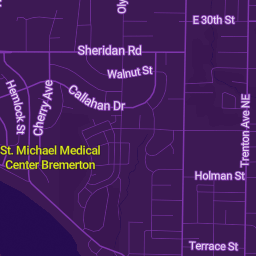 E 30th St
Oly
Sheridan Rd
Walnut St
Callahan Dr
Cherry Ave
Hemlock St
Trenton Ave NE
St. Michael Medical
Center Bremerton
Holman St
Terrace St